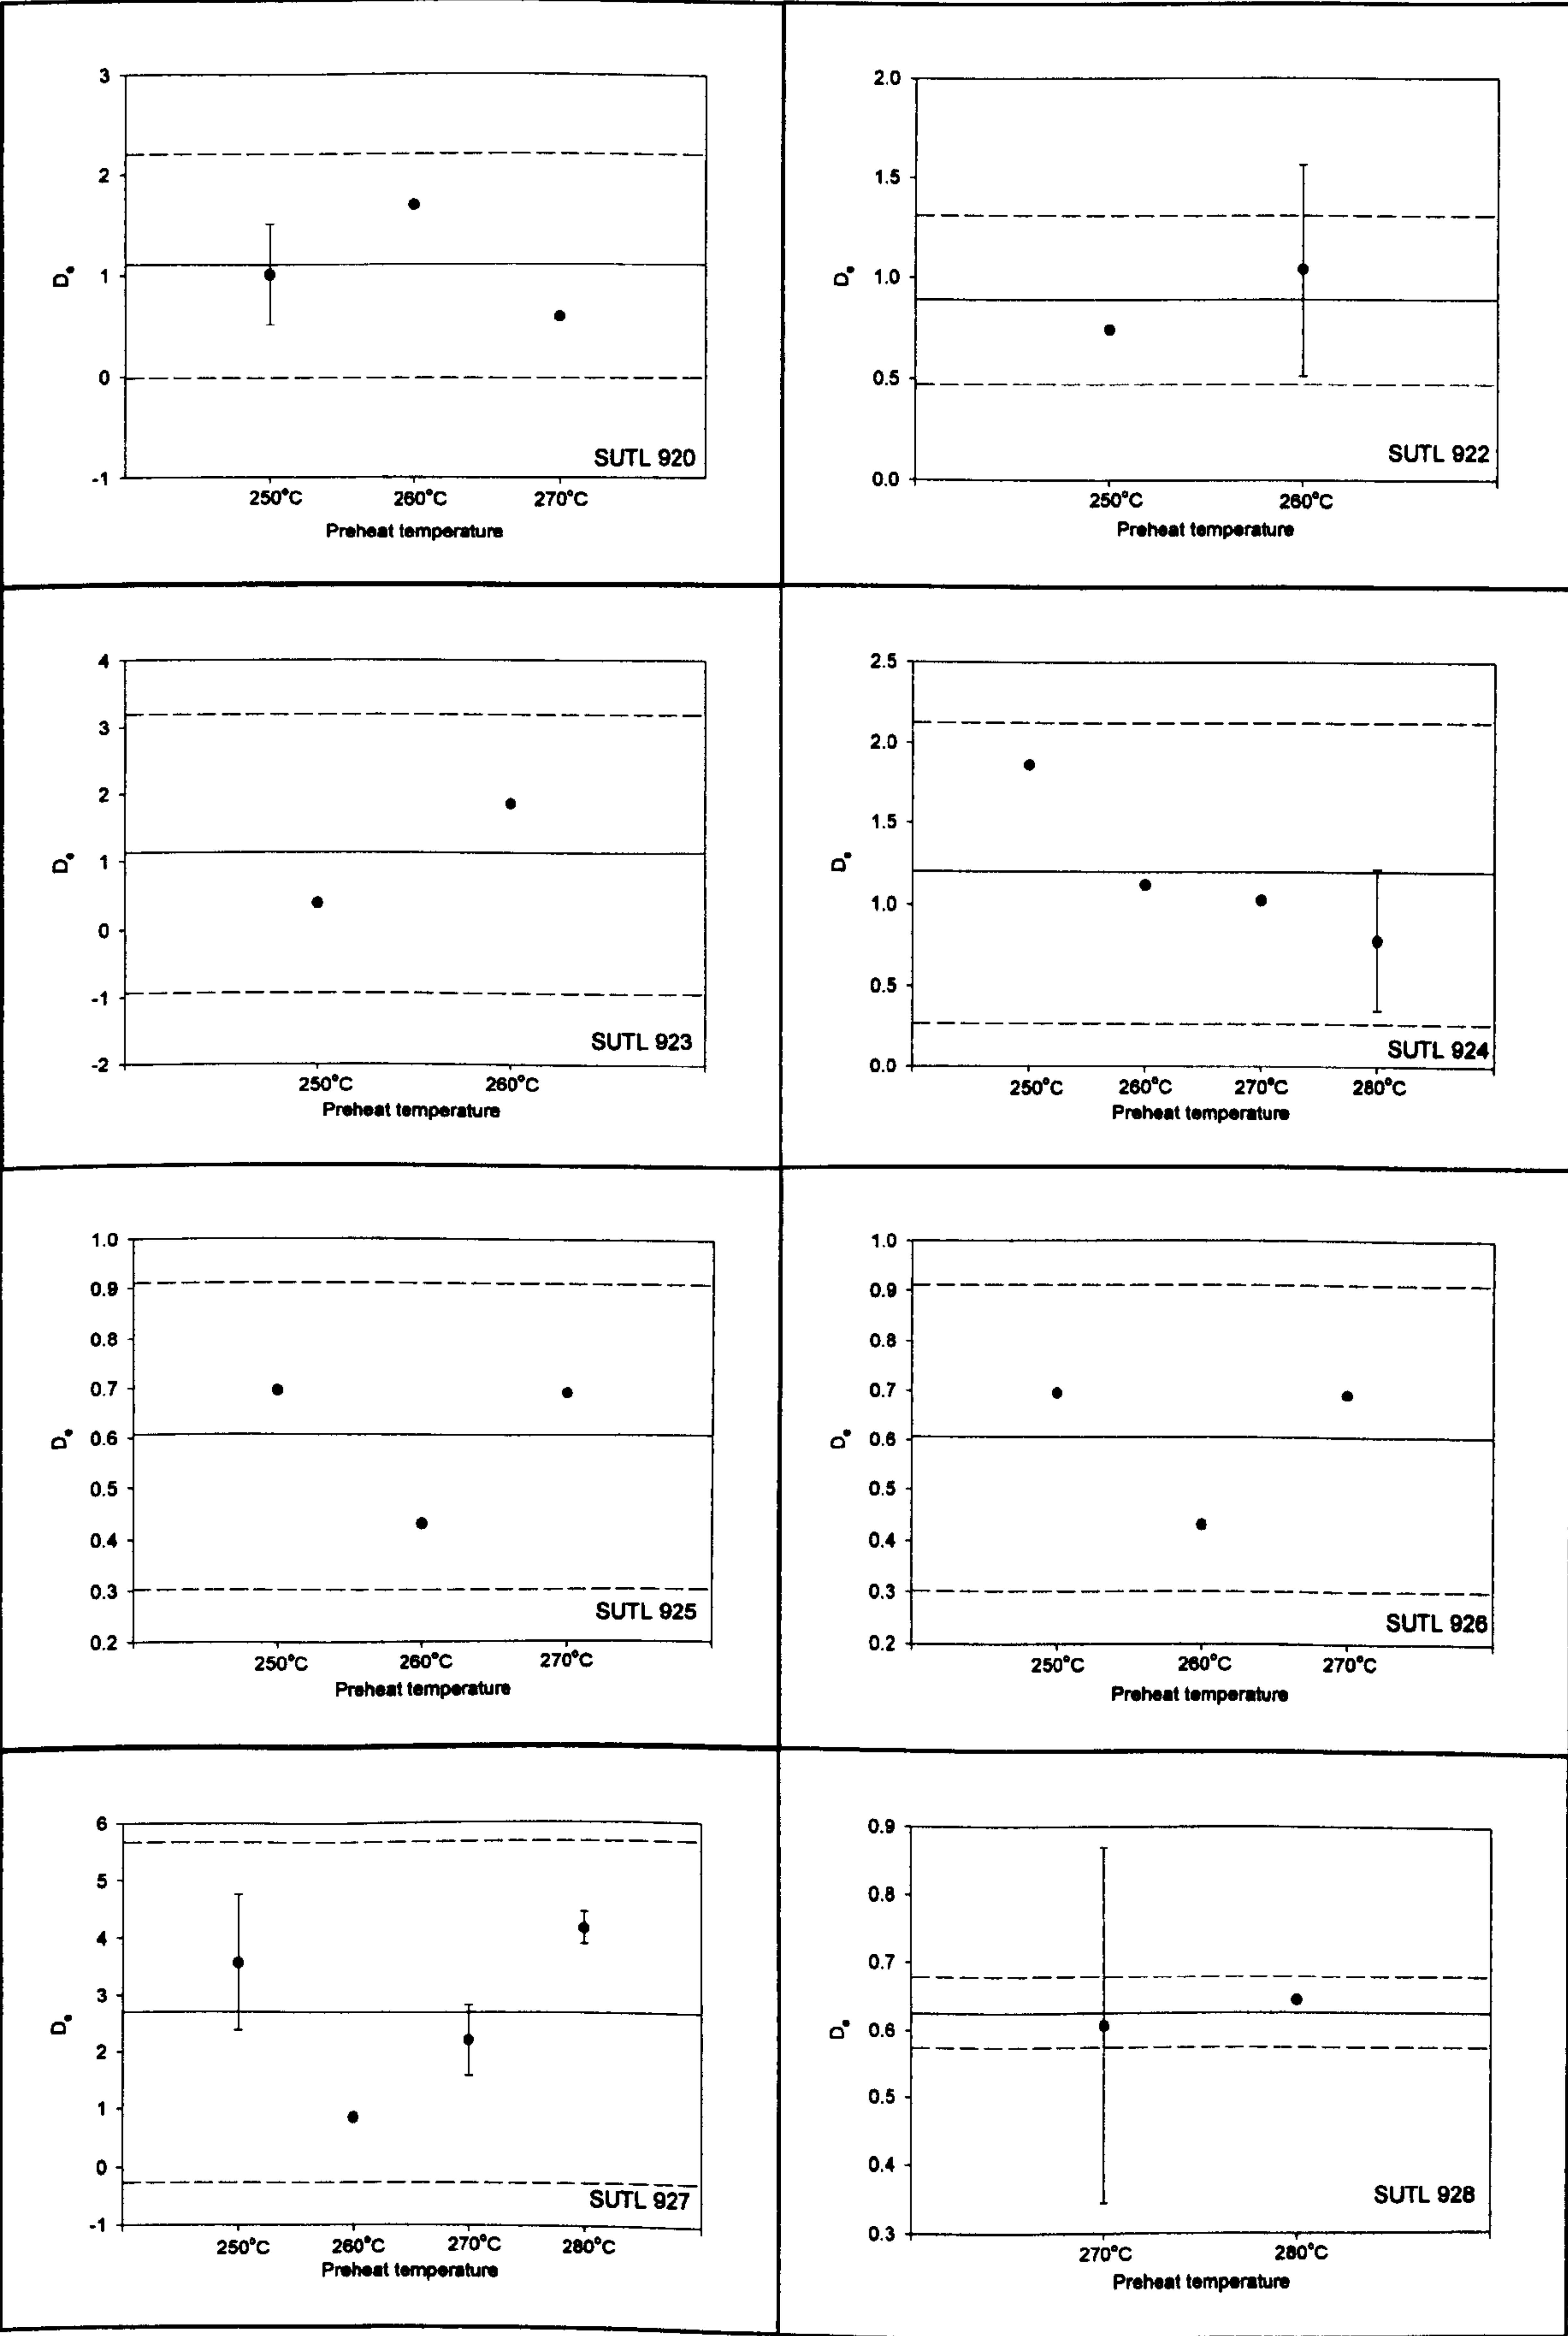 3
2
1
0
-1
De
SUTL 920
250°C 260°C 270°C
Preheat temperature
2.0
1.5
1.0
0.5
0.0
De
SUTL 922
250°C 260°C
Preheat temperature
4
3
2
1
0
-1
-2
De
SUTL 923
250°C 260°C
Preheat temperature
2.5
2.0
1.5
1.0
0.5
0.0
De
SUTL 924
250°C 260°C 270°C 280°C
Preheat temperature
1.0
0.9
0.8
0.7
0.6
0.5
0.4
0.3
0.2
De
SUTL 925
250°C 260°C 270°C
Preheat temperature
1.0
0.9
0.8
0.7
0.6
0.5
0.4
0.3
0.2
De
SUTL 926
250°C 260°C 270°C
Preheat temperature
6
5
4
3
2
1
0
-1
De
SUTL 927
250°C 260°C 270°C 280°C
Preheat temperature
0.9
0.8
0.7
0.6
0.5
0.4
0.3
De
SUTL 928
270°C 280°C
Preheat temperature